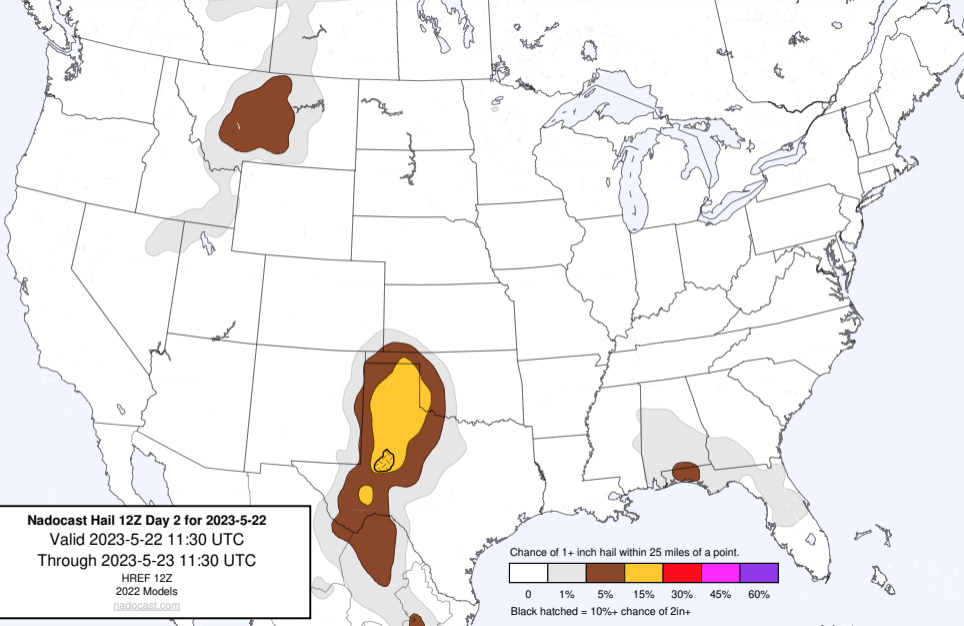 Nadocast Hail 12Z Day 2 for 2023-5-22
Valid 2023-5-22 11:30 UTC
Through 2023-5-23 11:30 UTC
HREF 12Z
2022 Models
nadocast.com
Chance of 1+ inch hail within 25 miles of a point.
0 1% 5% 15% 30% 45% 60%
Black hatched = 10%+ chance of 2in+